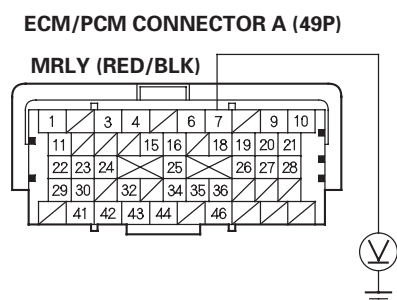 ECM/PCM CONNECTOR A (49P)
MRLY (RED/BLK)
1 3 4 6 7 9 10
11 15 16 18 19 20 21
22 23 24 25 26 27 28
29 30 32 34 35 36
41 42 43 44 46
V